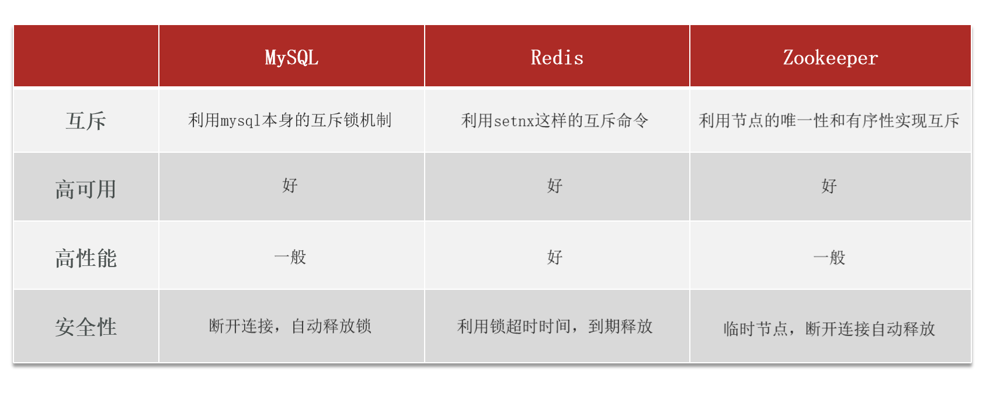 MySQL Redis Zookeeper
互斥 利用mysql本身的互斥锁机制 利用setnx这样的互斥命令 利用节点的唯一性和有序性实现互斥
高可用 好 好 好
高性能 一般 好 一般
安全性 断开连接，自动释放锁 利用锁超时时间，到期释放 临时节点，断开连接自动释放